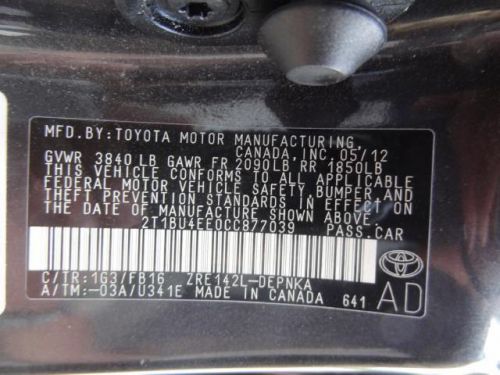 MFD.BY:TOYOTA MOTOR MANUFACTURING,
CANADA,INC.05/12
GVWR 3840LB GAWR FR 2090LB RR 1850LB
THIS VEHICLE CONFORMS TO ALL APPLICABLE
FEDERAL MOTOR VEHICLE SAFETY,BUMPER,AND
THEFT PREVENTION STANDARDS IN EFFECT ON
THE DATE OF MANUFACTURE SHOWN ABOVE.
2T1BU4EE0CC877039 PASS.CAR
C/TR:1G3/FB16 ZRE142L-DEPNKA
A/TM:-03A/U341E MADE IN CANADA 641
AD